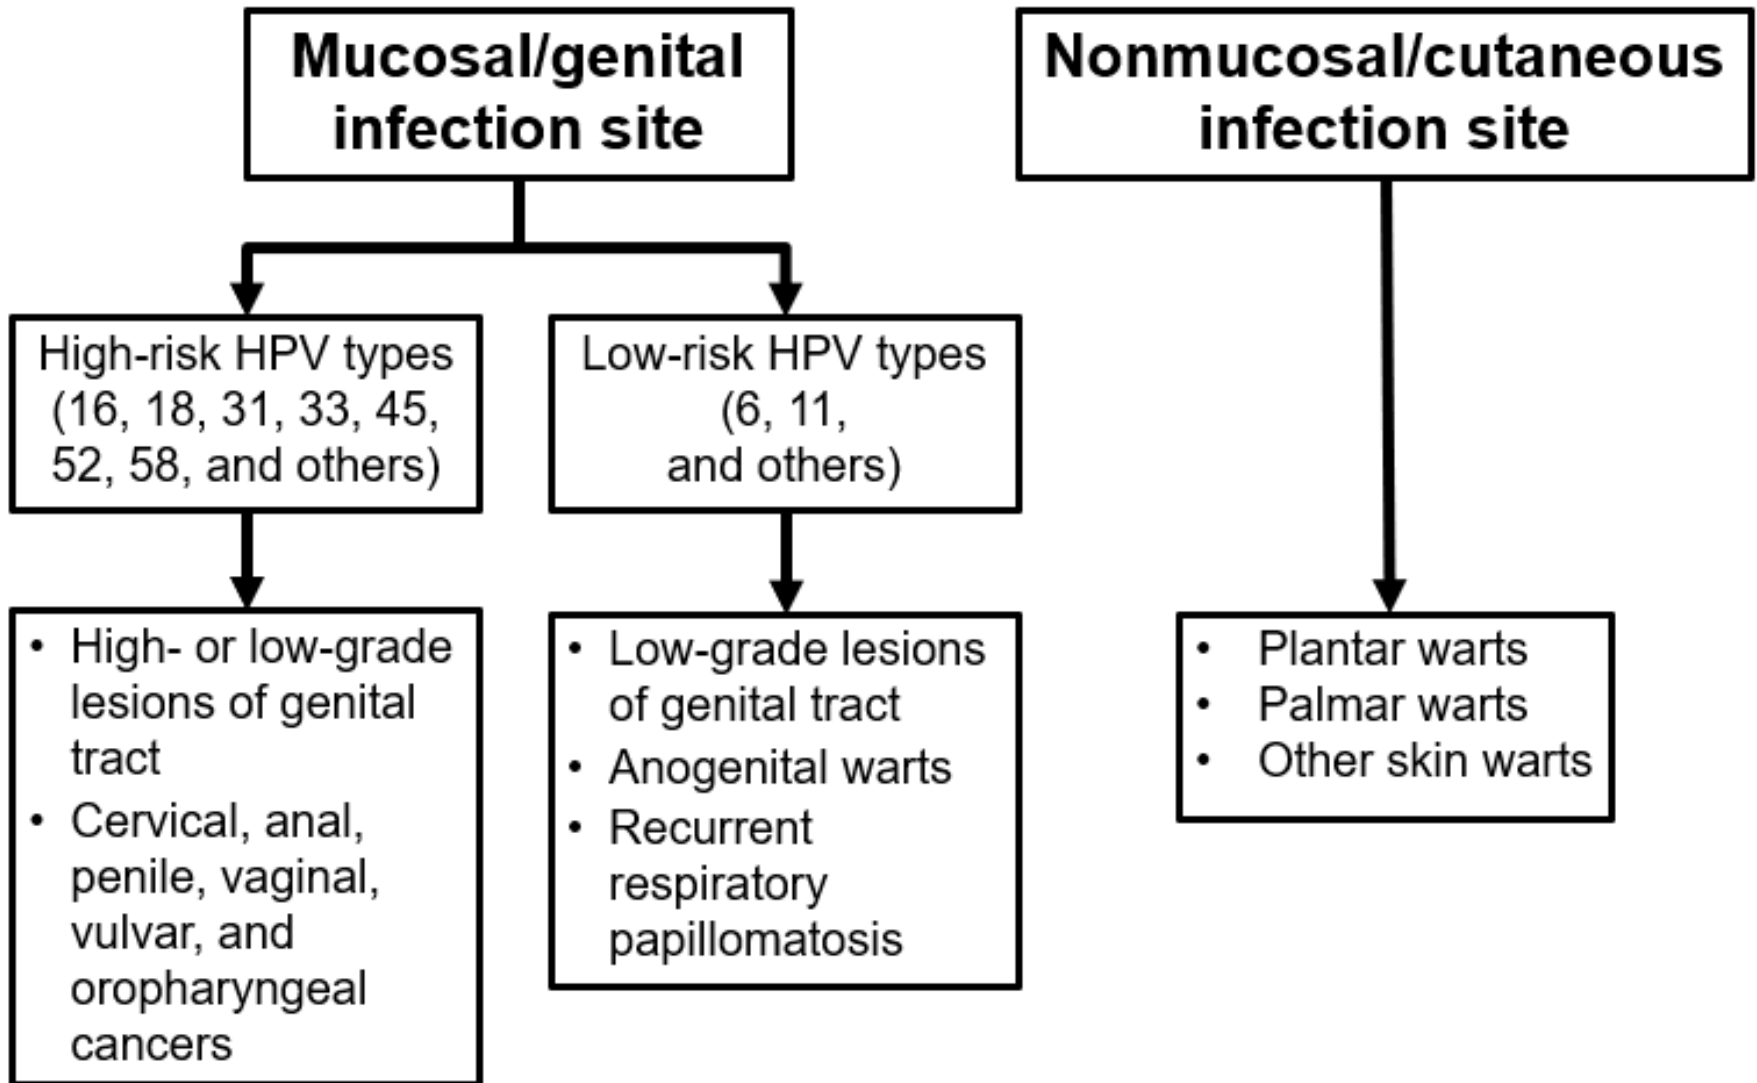 Mucosal/genital
infection site
Nonmucosal/cutaneous
infection site
High-risk HPV types
(16, 18, 31, 33, 45,
52, 58, and others)
Low-risk HPV types
(6, 11,
and others)
• High- or low-grade
lesions of genital
tract
• Cervical, anal,
penile, vaginal,
vulvar, and
oropharyngeal
cancers
• Low-grade lesions
of genital tract
• Anogenital warts
• Recurrent
respiratory
papillomatosis
• Plantar warts
• Palmar warts
• Other skin warts